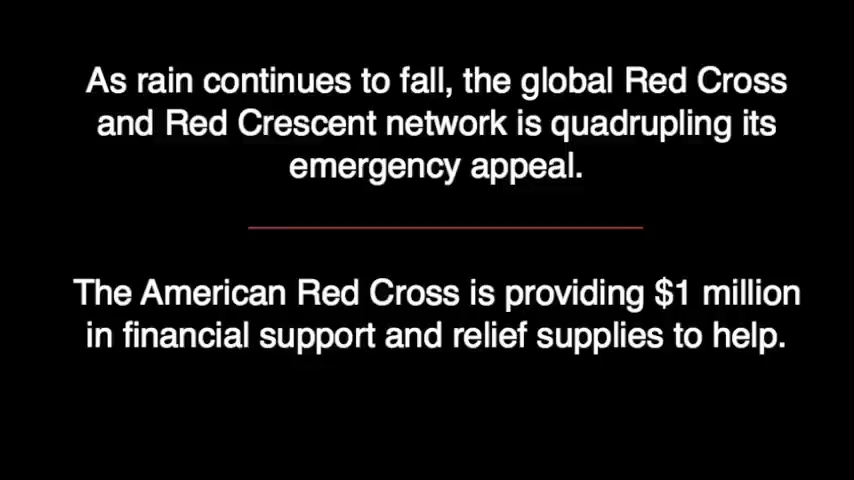 As rain continues to fall, the global Red Cross
and Red Crescent network is quadrupling its
emergency appeal.
The American Red Cross is providing $1 million
in financial support and relief supplies to help.